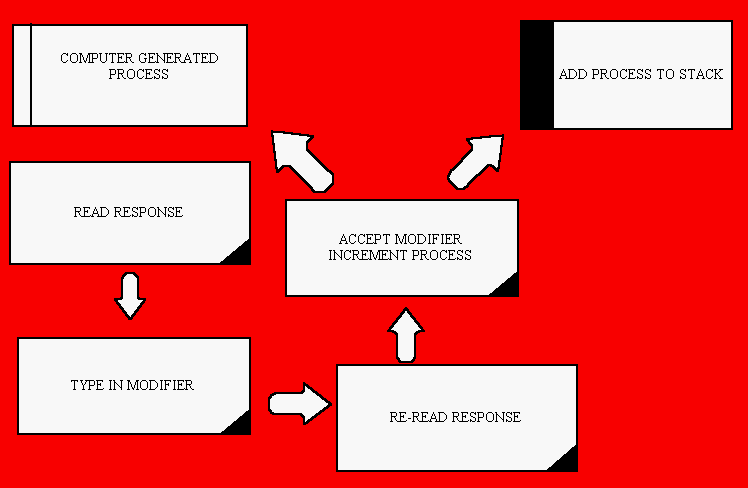 COMPUTER GENERATED
PROCESS
ADD PROCESS TO STACK
READ RESPONSE
ACCEPT MODIFIER
INCREMENT PROCESS
TYPE IN MODIFIER
RE-READ RESPONSE